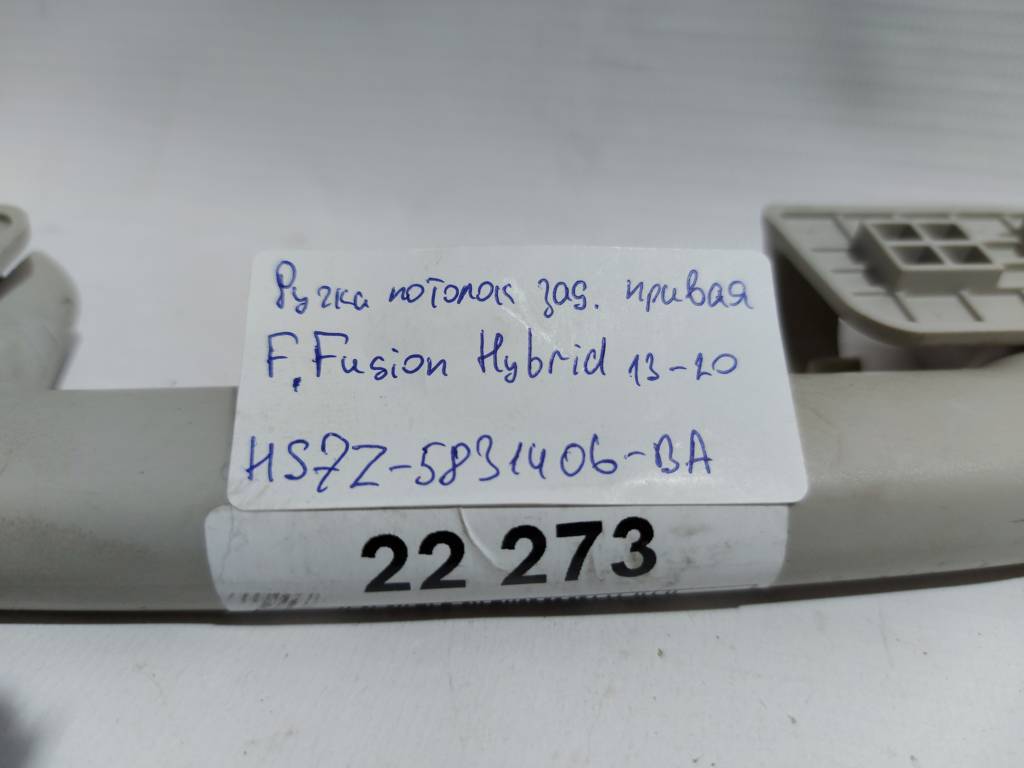 Ручка потолок зад. правая
F. Fusion Hybrid 13-20
HS7Z-5831406-BA
22 273